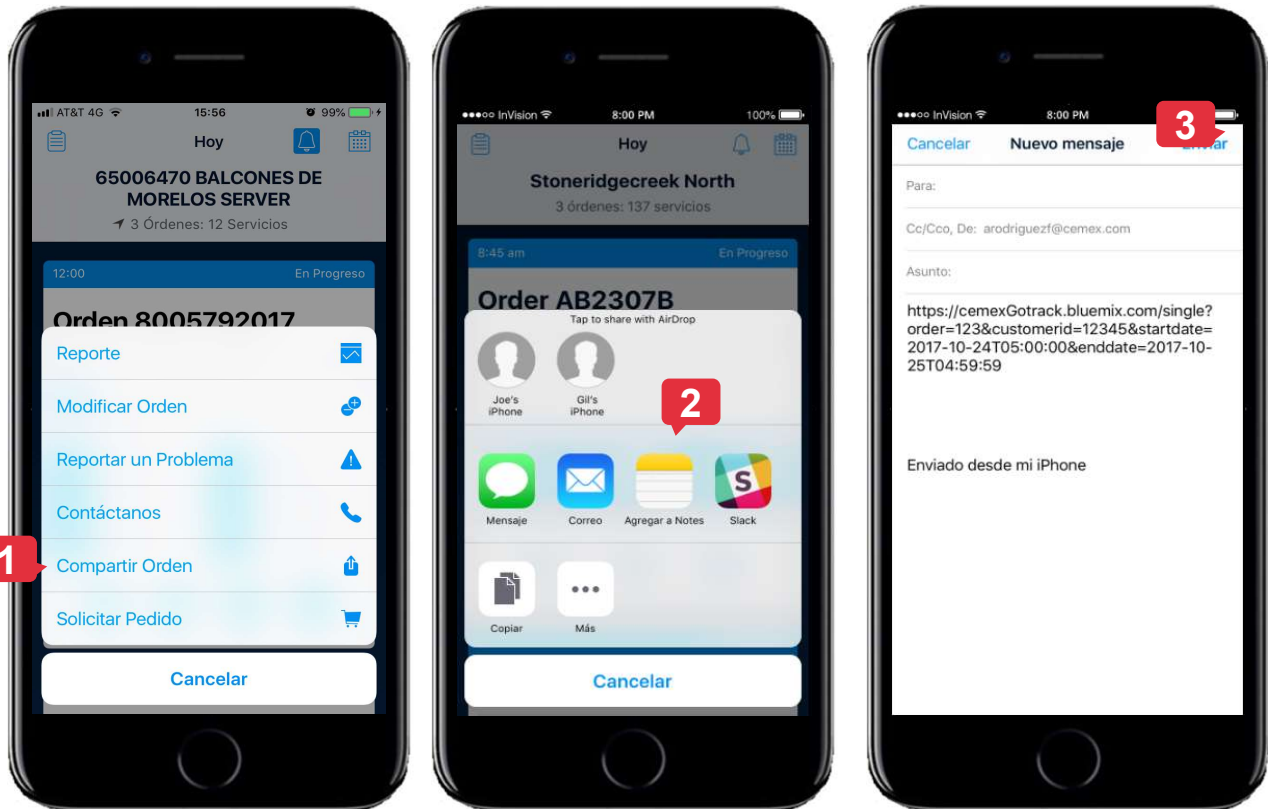 AT&T 4G 15:56 99%
Hoy
65006470 BALCONES DE
MORELOS SERVER
3 Órdenes: 12 Servicios
12:00 En Progreso
Orden 8005792017
Reporte
Modificar Orden
Reportar un Problema
Contáctanos
1
Compartir Orden
Solicitar Pedido
Cancelar
InVision 8:00 PM 100%
Hoy
Stoneridgecreek North
3 órdenes: 137 servicios
8:45 am En Progreso
Order AB2307B
Tap to share with AirDrop
Joe's Gil's
iPhone iPhone
2
S
Mensaje Correo Agregar a Notes Slack
Copiar Más
Cancelar
InVision 8:00 PM
3
Cancelar Nuevo mensaje
Para:
Cc/Cco, De: arodriguezf@cemex.com
Asunto:
https://cemexGotrack.bluemix.com/single?
order=123&customerid=12345&startdate=
2017-10-24T05:00:00&enddate=2017-10-
25T04:59:59
Enviado desde mi iPhone